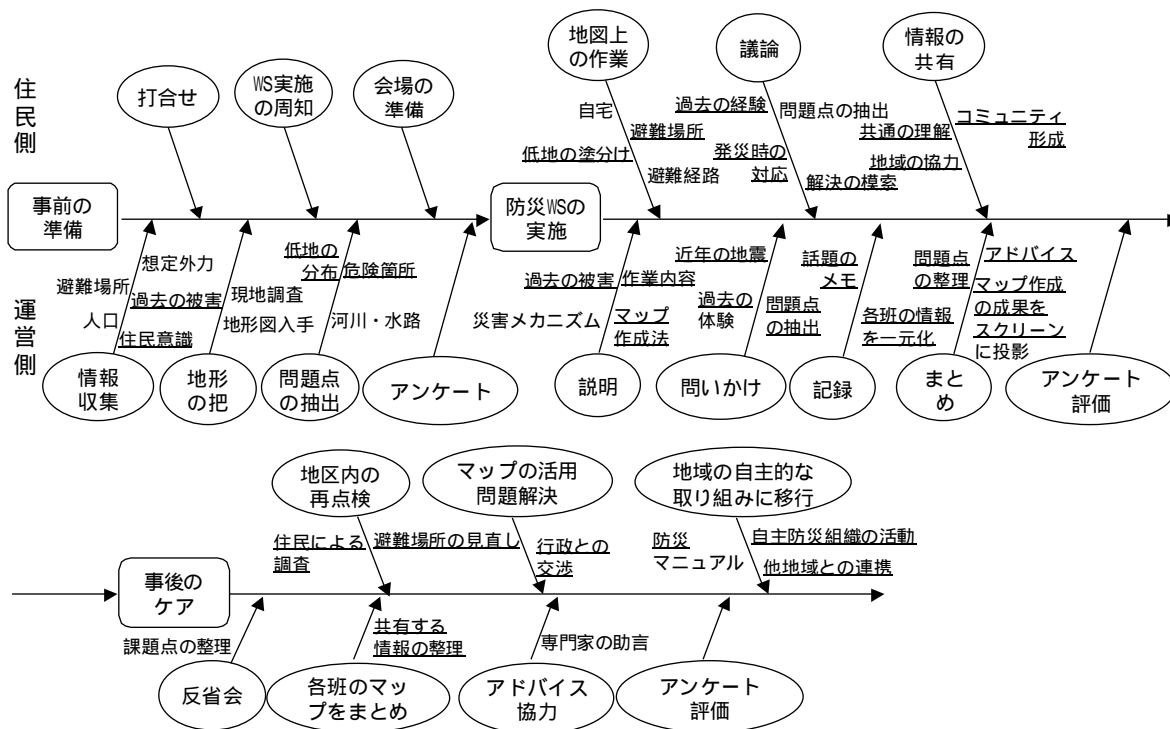 住民側
打合せ
WS実施
の周知
会場の
準備
地図上
の作業
議論
情報の
共有
自宅
避難場所
低地の塗分け
避難経路
過去の経験
問題点の抽出
発災時の
対応
解決の模索
共通の理解
地域の協力
コミュニティ
形成
事前の
準備
防災WSの
実施
運営側
想定外力
避難場所
過去の被害
人口
住民意識
現地調査
地形図入手
低地の
分布
危険箇所
河川・水路
過去の被害
作業内容
災害メカニズム
マップ
作成法
近年の地震
過去の
体験
問題点
の抽出
話題の
メモ
各班の情報
を一元化
問題点
の整理
アドバイス
マップ作成
の成果を
スクリーン
に投影
情報
収集
地形
の把
問題点
の抽出
アンケート
説明
問いかけ
記録
まと
め
アンケート
評価
地区内の
再点検
マップの活用
問題解決
地域の自主的な
取り組みに移行
住民による
調査
避難場所の見直し
行政との
交渉
防災
マニュアル
自主防災組織の活動
他地域との連携
事後の
ケア
課題点の整理
共有する
情報の整理
専門家の助言
反省会
各班のマッ
プをまとめ
アドバイス
協力
アンケート
評価